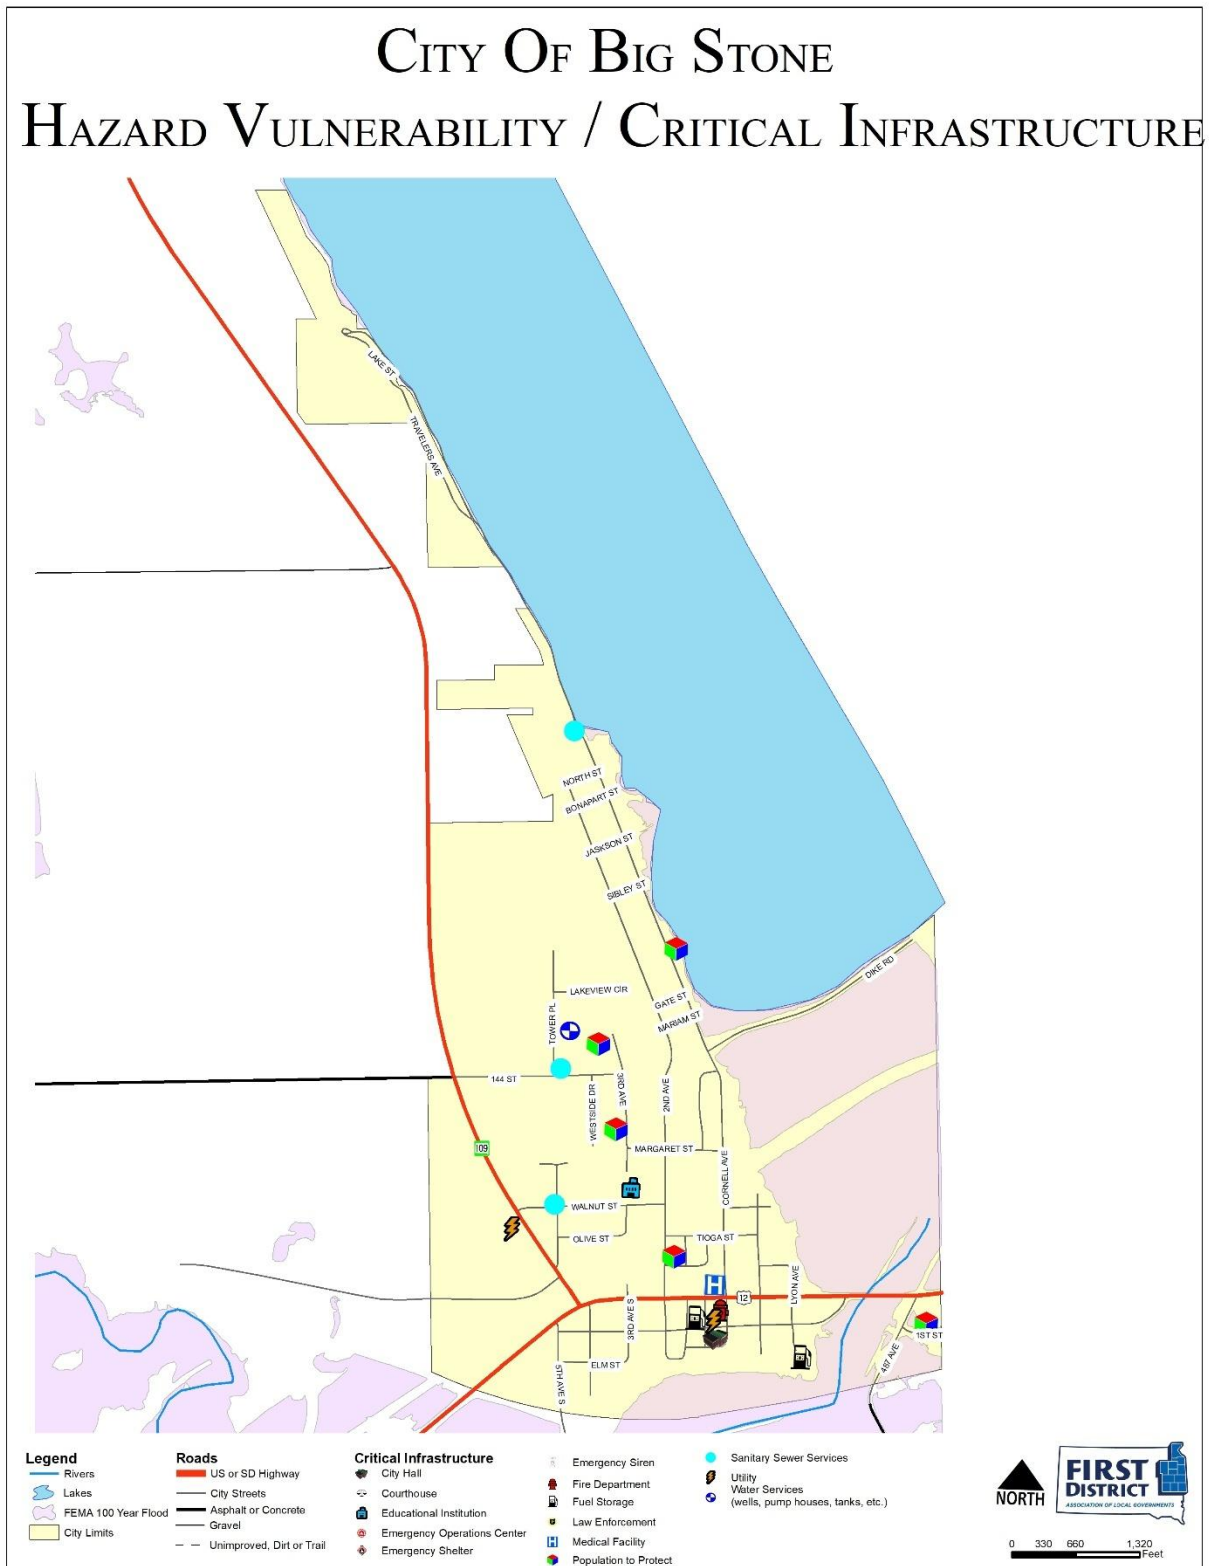 CITY OF BIG STONE
HAZARD VULNERABILITY / CRITICAL INFRASTRUCTURE
LAKE ST
TRAVELERS AVE
NORTH ST
BONAPART ST
JASKSON ST
SIBLEY ST
DIKE RD
LAKEVIEW CIR
GATE ST
TOWER PL
MARIAM ST
144 ST
WESTSIDE DR
3RD AVE
2ND AVE
109
MARGARET ST
CORNELL AVE
WALNUT ST
OLIVE ST
TIOGA ST
H
LYON AVE
12
3RD AVE S
1ST ST
487 AVE
ELM ST
5TH AVE S
Legend
Rivers
Lakes
FEMA 100 Year Flood
City Limits
Roads
US or SD Highway
City Streets
Asphalt or Concrete
Gravel
Unimproved, Dirt or Trail
Critical Infrastructure
City Hall
Courthouse
Educational Institution
Emergency Operations Center
Emergency Shelter
Emergency Siren
Fire Department
Fuel Storage
Law Enforcement
H Medical Facility
Population to Protect
Sanitary Sewer Services
Utility
Water Services
(wells, pump houses, tanks, etc.)
NORTH
FIRST
DISTRICT
ASSOCIATION OF LOCAL GOVERNMENTS
0 330 660 1,320
Feet